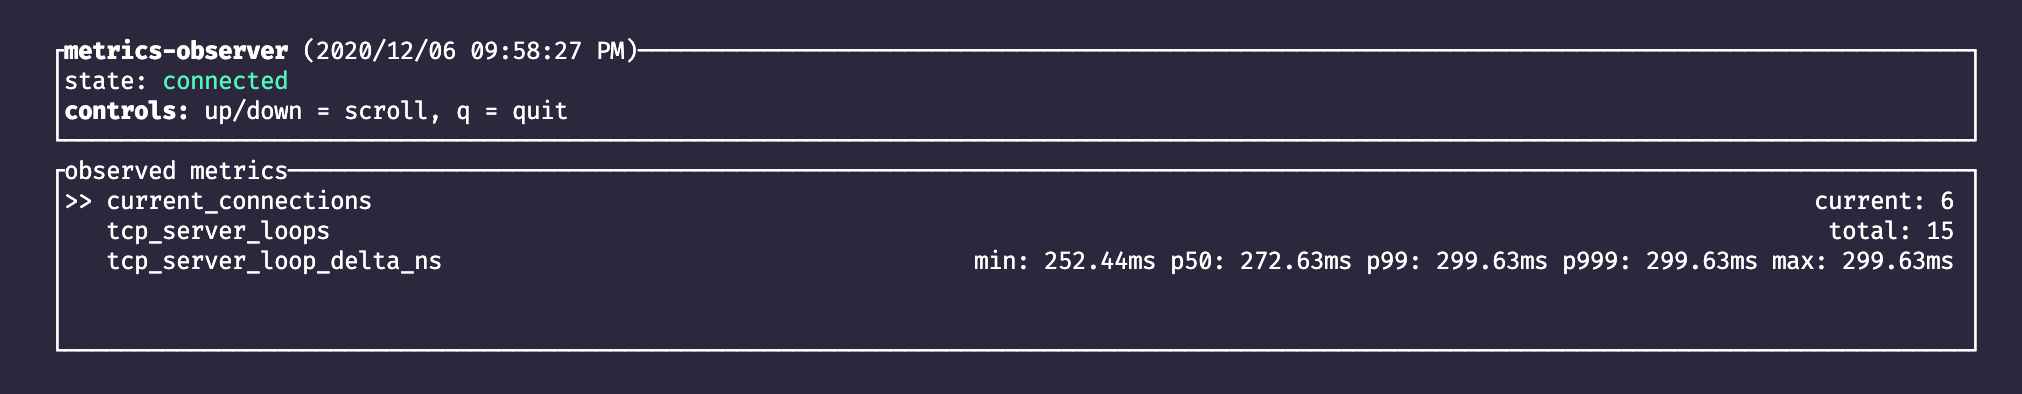 metrics-observer (2020/12/06 09:58:27 PM)
state: connected
controls: up/down = scroll, q = quit
observed metrics
>> current_connections current: 6
tcp_server_loops total: 15
tcp_server_loop_delta_ns min: 252.44ms p50: 272.63ms p99: 299.63ms p999: 299.63ms max: 299.63ms